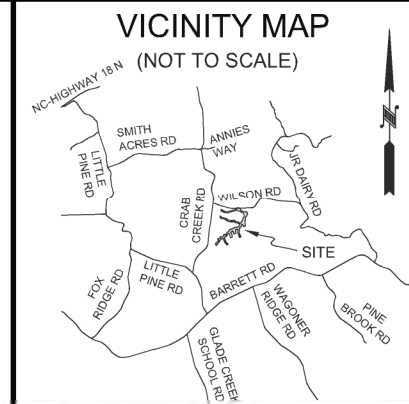 VICINITY MAP
(NOT TO SCALE)
NC-HIGHWAY 18 N
SMITH
ACRES RD
ANNIES
WAY
LITTLE
PINE RD
JR DAIRY RD
WILSON RD
CRAB
CREEK RD
SITE
LITTLE
PINE RD
FOX
RIDGE RD
BARRETT RD
WAGONER
RIDGE RD
PINE
BROOK RD
GLADE CREEK
SCHOOL RD
N